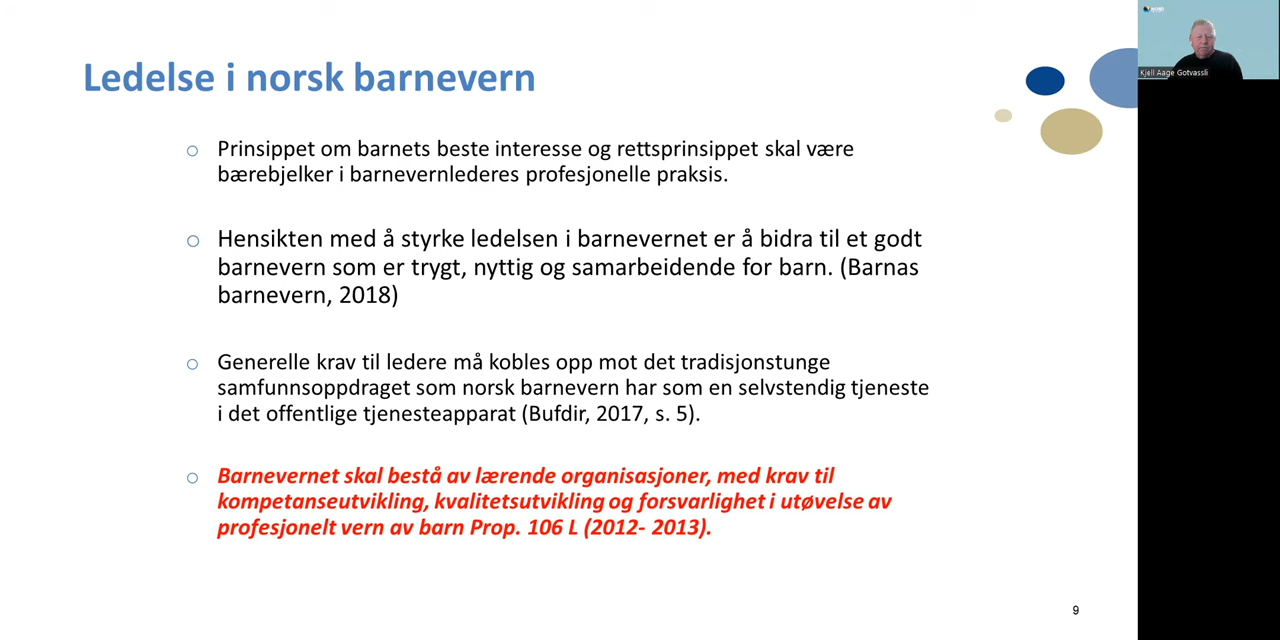 Ledelse i norsk barnevern
Prinsippet om barnets beste interesse og rettsprinsippet skal være
bærebjelker i barnevernlederes profesjonelle praksis.
Hensikten med å styrke ledelsen i barnevernet er å bidra til et godt
barnevern som er trygt, nyttig og samarbeidende for barn. (Barnas
barnevern, 2018)
Generelle krav til ledere må kobles opp mot det tradisjonstunge
samfunnsoppdraget som norsk barnevern har som en selvstendig tjeneste
i det offentlige tjenesteapparat (Bufdir, 2017, s. 5).
Barnevernet skal bestå av lærende organisasjoner, med krav til
kompetanseutvikling, kvalitetsutvikling og forsvarlighet i utøvelse av
profesjonelt vern av barn Prop. 106 L (2012- 2013).
9
Kjell Aage Gotvassli